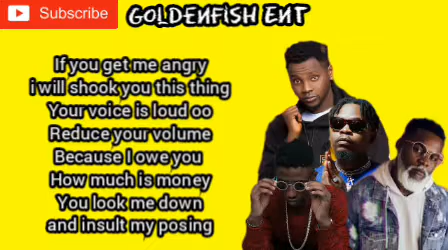 Subscribe
GOLDENFISH ENT
If you get me angry
i will shook you this thing
Your voice is loud oo
Reduce your volume
Because I owe you
How much is money
You look me down
and insult my posing